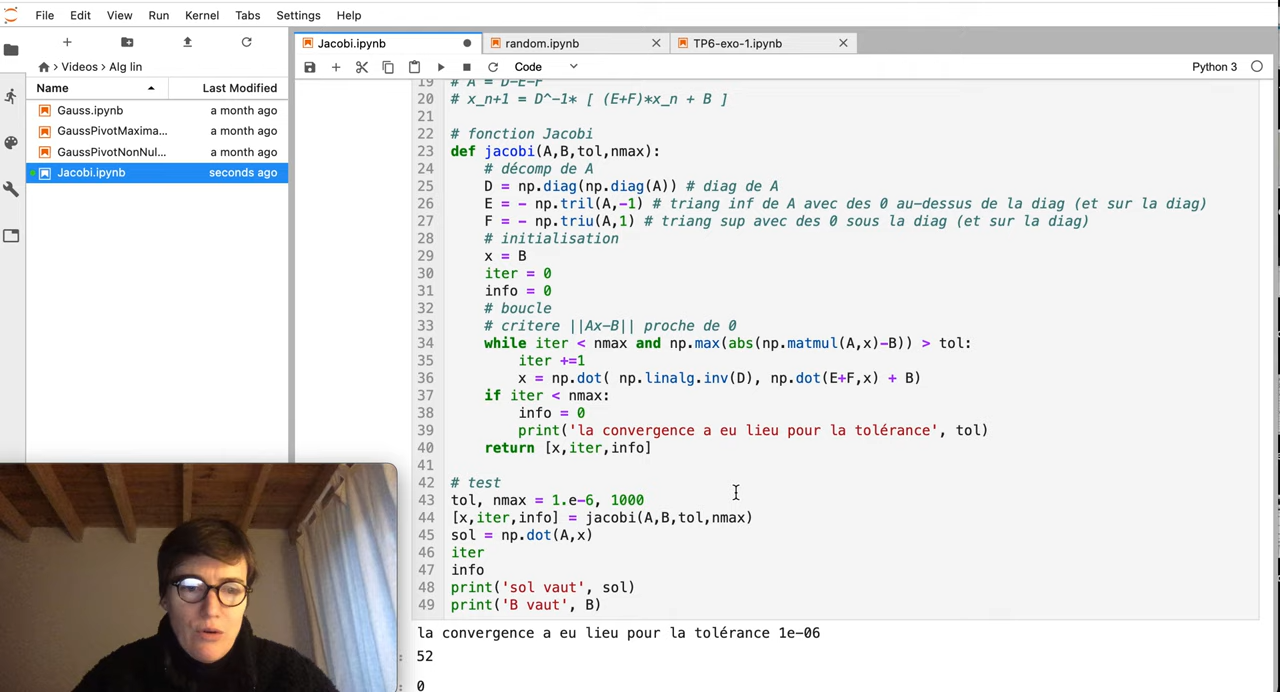 File Edit View Run Kernel Tabs Settings Help
Jacobi.ipynb random.ipynb TP6-exo-1.ipynb
Code Python 3
Videos Alg lin
Name Last Modified
Gauss.ipynb a month ago
GaussPivotMaxima... a month ago
GaussPivotNonNul... a month ago
Jacobi.ipynb seconds ago
19 # A = D-E-F
20 # x_n+1 = D^-1* [ (E+F)*x_n + B ]
21
22 # fonction Jacobi
23 def jacobi(A,B,tol,nmax):
24 # décomp de A
25 D = np.diag(np.diag(A)) # diag de A
26 E = - np.tril(A,-1) # triang inf de A avec des 0 au-dessus de la diag (et sur la diag)
27 F = - np.triu(A,1) # triang sup avec des 0 sous la diag (et sur la diag)
28 # initialisation
29 x = B
30 iter = 0
31 info = 0
32 # boucle
33 # critere ||Ax-B|| proche de 0
34 while iter < nmax and np.max(abs(np.matmul(A,x)-B)) > tol:
35 iter +=1
36 x = np.dot( np.linalg.inv(D), np.dot(E+F,x) + B)
37 if iter < nmax:
38 info = 0
39 print('la convergence a eu lieu pour la tolérance', tol)
40 return [x,iter,info]
41
42 # test
43 tol, nmax = 1.e-6, 1000
44 [x,iter,info] = jacobi(A,B,tol,nmax)
45 sol = np.dot(A,x)
46 iter
47 info
48 print('sol vaut', sol)
49 print('B vaut', B)
la convergence a eu lieu pour la tolérance 1e-06
: 52
: 0